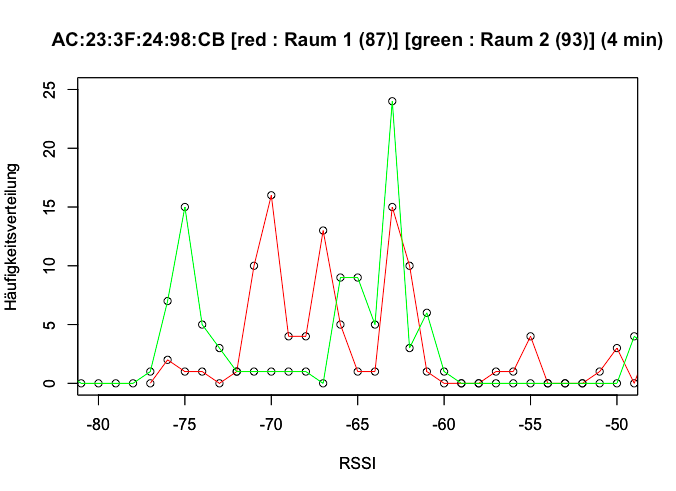 AC:23:3F:24:98:CB [red : Raum 1 (87)] [green : Raum 2 (93)] (4 min)
Häufigkeitsverteilung
25
20
15
10
5
0
-80 -75 -70 -65 -60 -55 -50
RSSI